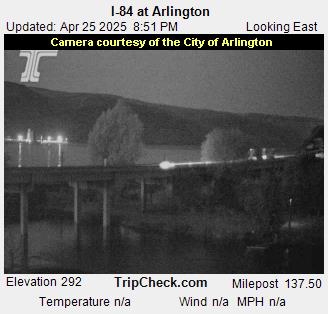 I-84 at Arlington
Updated: Apr 25 2025 8:51 PM Looking East
Camera courtesy of the City of Arlington
Elevation 292 TripCheck.com Milepost 137.50
Temperature n/a Wind n/a MPH n/a